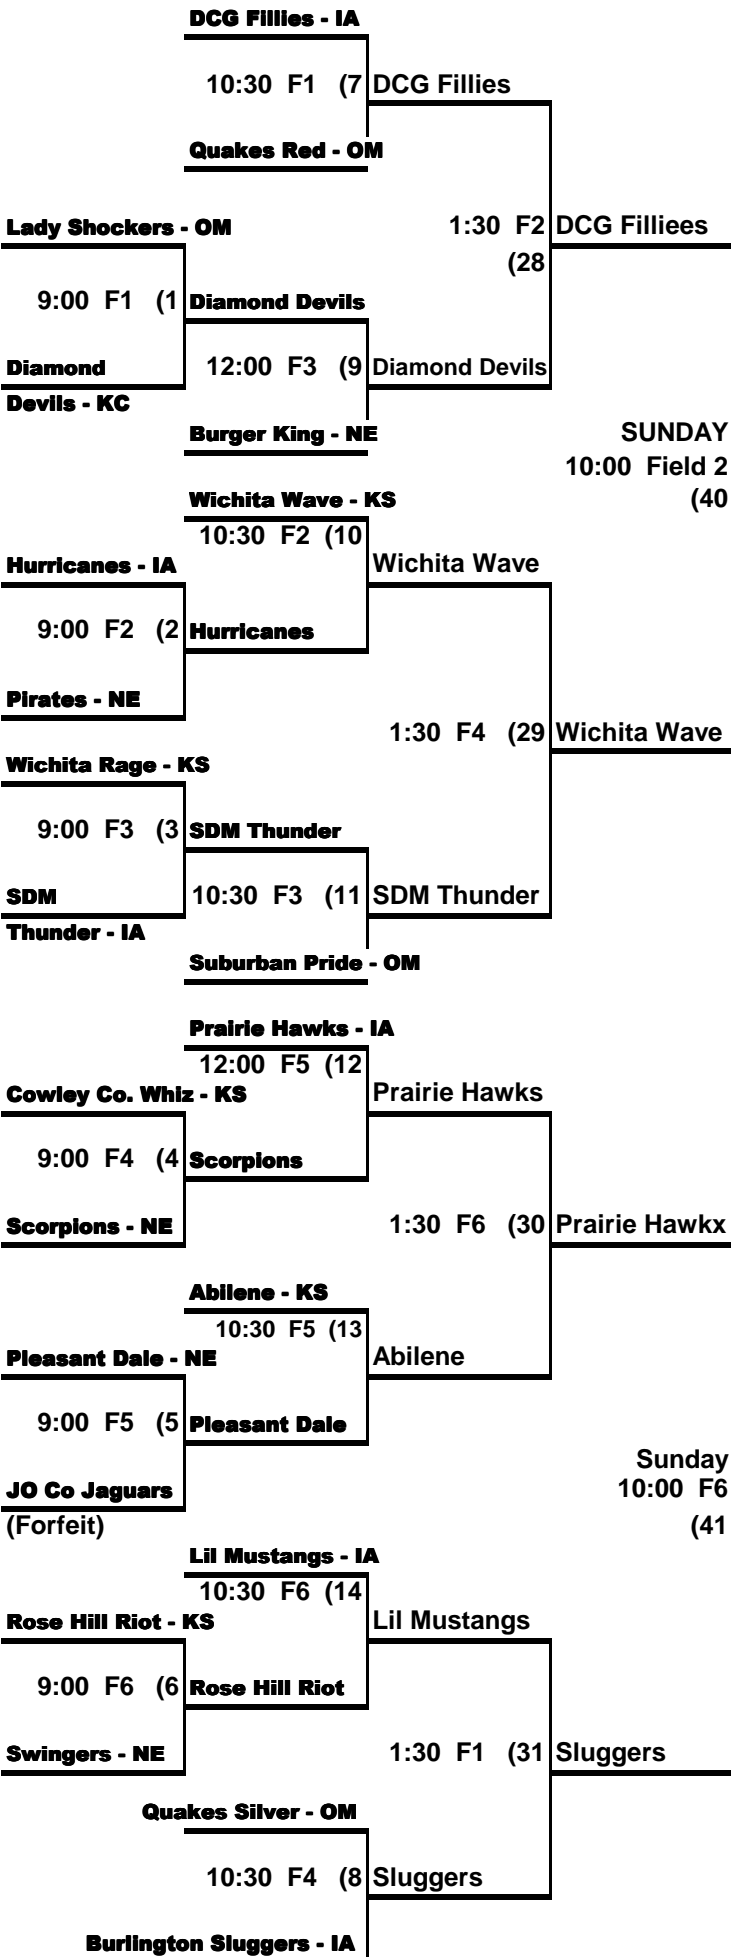 DCG Fillies - IA
10:30 F1 (7 DCG Fillies
Quakes Red - OM
Lady Shockers - OM 1:30 F2 DCG Filliees
(28
9:00 F1 (1 Diamond Devils
Diamond 12:00 F3 (9 Diamond Devils
Devils - KC
Burger King - NE SUNDAY
10:00 Field 2
Wichita Wave - KS (40
10:30 F2 (10
Hurricanes - IA Wichita Wave
9:00 F2 (2 Hurricanes
Pirates - NE
1:30 F4 (29 Wichita Wave
Wichita Rage - KS
9:00 F3 (3 SDM Thunder
SDM 10:30 F3 (11 SDM Thunder
Thunder - IA
Suburban Pride - OM
Prairie Hawks - IA
12:00 F5 (12
Cowley Co. Whiz - KS Prairie Hawks
9:00 F4 (4 Scorpions
Scorpions - NE 1:30 F6 (30 Prairie Hawkx
Abilene - KS
10:30 F5 (13
Pleasant Dale - NE Abilene
9:00 F5 (5 Pleasant Dale
Sunday
JO Co Jaguars 10:00 F6
(Forfeit) (41
Lil Mustangs - IA
10:30 F6 (14
Rose Hill Riot - KS Lil Mustangs
9:00 F6 (6 Rose Hill Riot
Swingers - NE 1:30 F1 (31 Sluggers
Quakes Silver - OM
10:30 F4 (8 Sluggers
Burlington Sluggers - IA